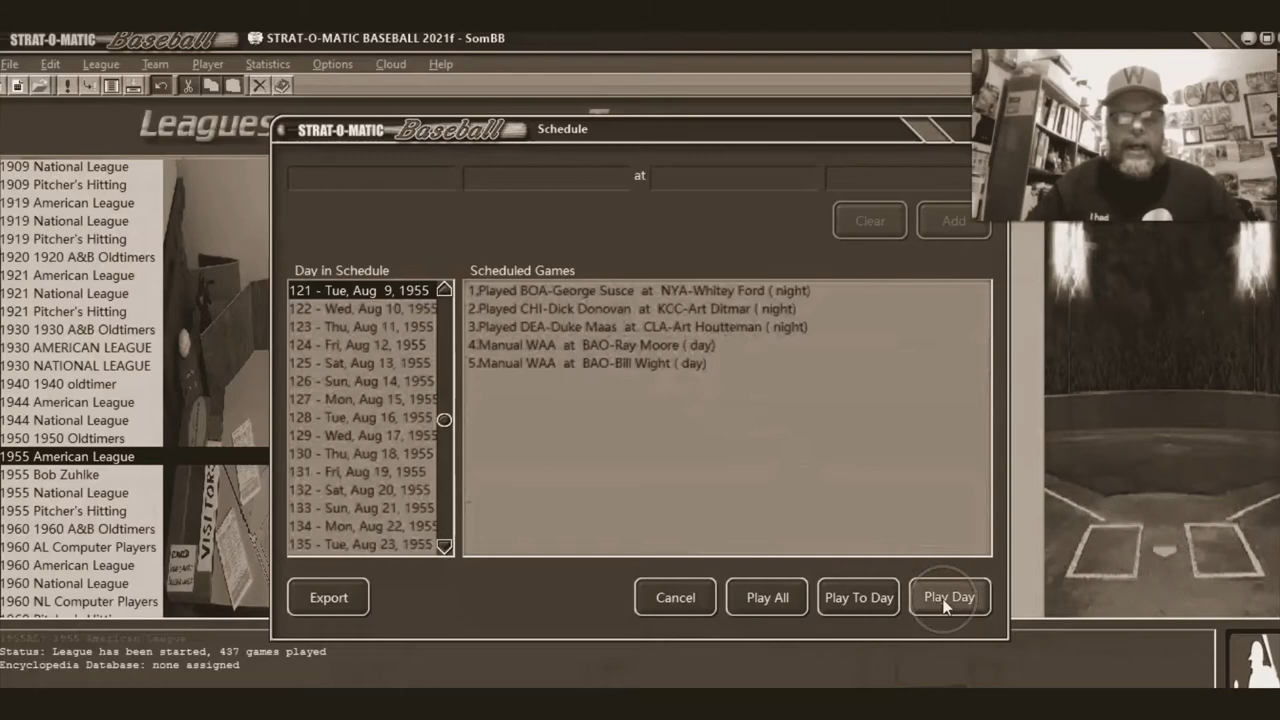 STRAT-O-MATIC Baseball STRAT-O-MATIC BASEBALL 2021f - SomBB
File Edit League Team Player Statistics Options Cloud Help
Leagues
STRAT-O-MATIC Baseball Schedule
at
Clear Add
Day in Schedule
Scheduled Games
1909 National League
1909 Pitcher's Hitting
1919 American League
1919 National League
1919 Pitcher's Hitting
1920 1920 A&B Oldtimers
1921 American League
1921 National League
1921 Pitcher's Hitting
1930 1930 A&B Oldtimers
1930 AMERICAN LEAGUE
1930 NATIONAL LEAGUE
1940 1940 oldtimer
1944 American League
1944 National League
1950 1950 Oldtimers
1955 American League
1955 Bob Zuhlke
1955 National League
1955 Pitcher's Hitting
1960 1960 A&B Oldtimers
1960 AL Computer Players
1960 American League
1960 National League
1960 NL Computer Players
121 - Tue, Aug 9, 1955
122 - Wed, Aug 10, 1955
123 - Thu, Aug 11, 1955
124 - Fri, Aug 12, 1955
125 - Sat, Aug 13, 1955
126 - Sun, Aug 14, 1955
127 - Mon, Aug 15, 1955
128 - Tue, Aug 16, 1955
129 - Wed, Aug 17, 1955
130 - Thu, Aug 18, 1955
131 - Fri, Aug 19, 1955
132 - Sat, Aug 20, 1955
133 - Sun, Aug 21, 1955
134 - Mon, Aug 22, 1955
135 - Tue, Aug 23, 1955
1.Played BOA-George Susce at NYA-Whitey Ford ( night)
2.Played CHI-Dick Donovan at KCC-Art Ditmar ( night)
3.Played DEA-Duke Maas at CLA-Art Houtteman ( night)
4.Manual WAA at BAO-Ray Moore ( day)
5.Manual WAA at BAO-Bill Wight ( day)
VISITORS
W
I had
Export Cancel Play All Play To Day Play Day
1955AL: 1955 American League
Status: League has been started, 437 games played
Encyclopedia Database: none assigned